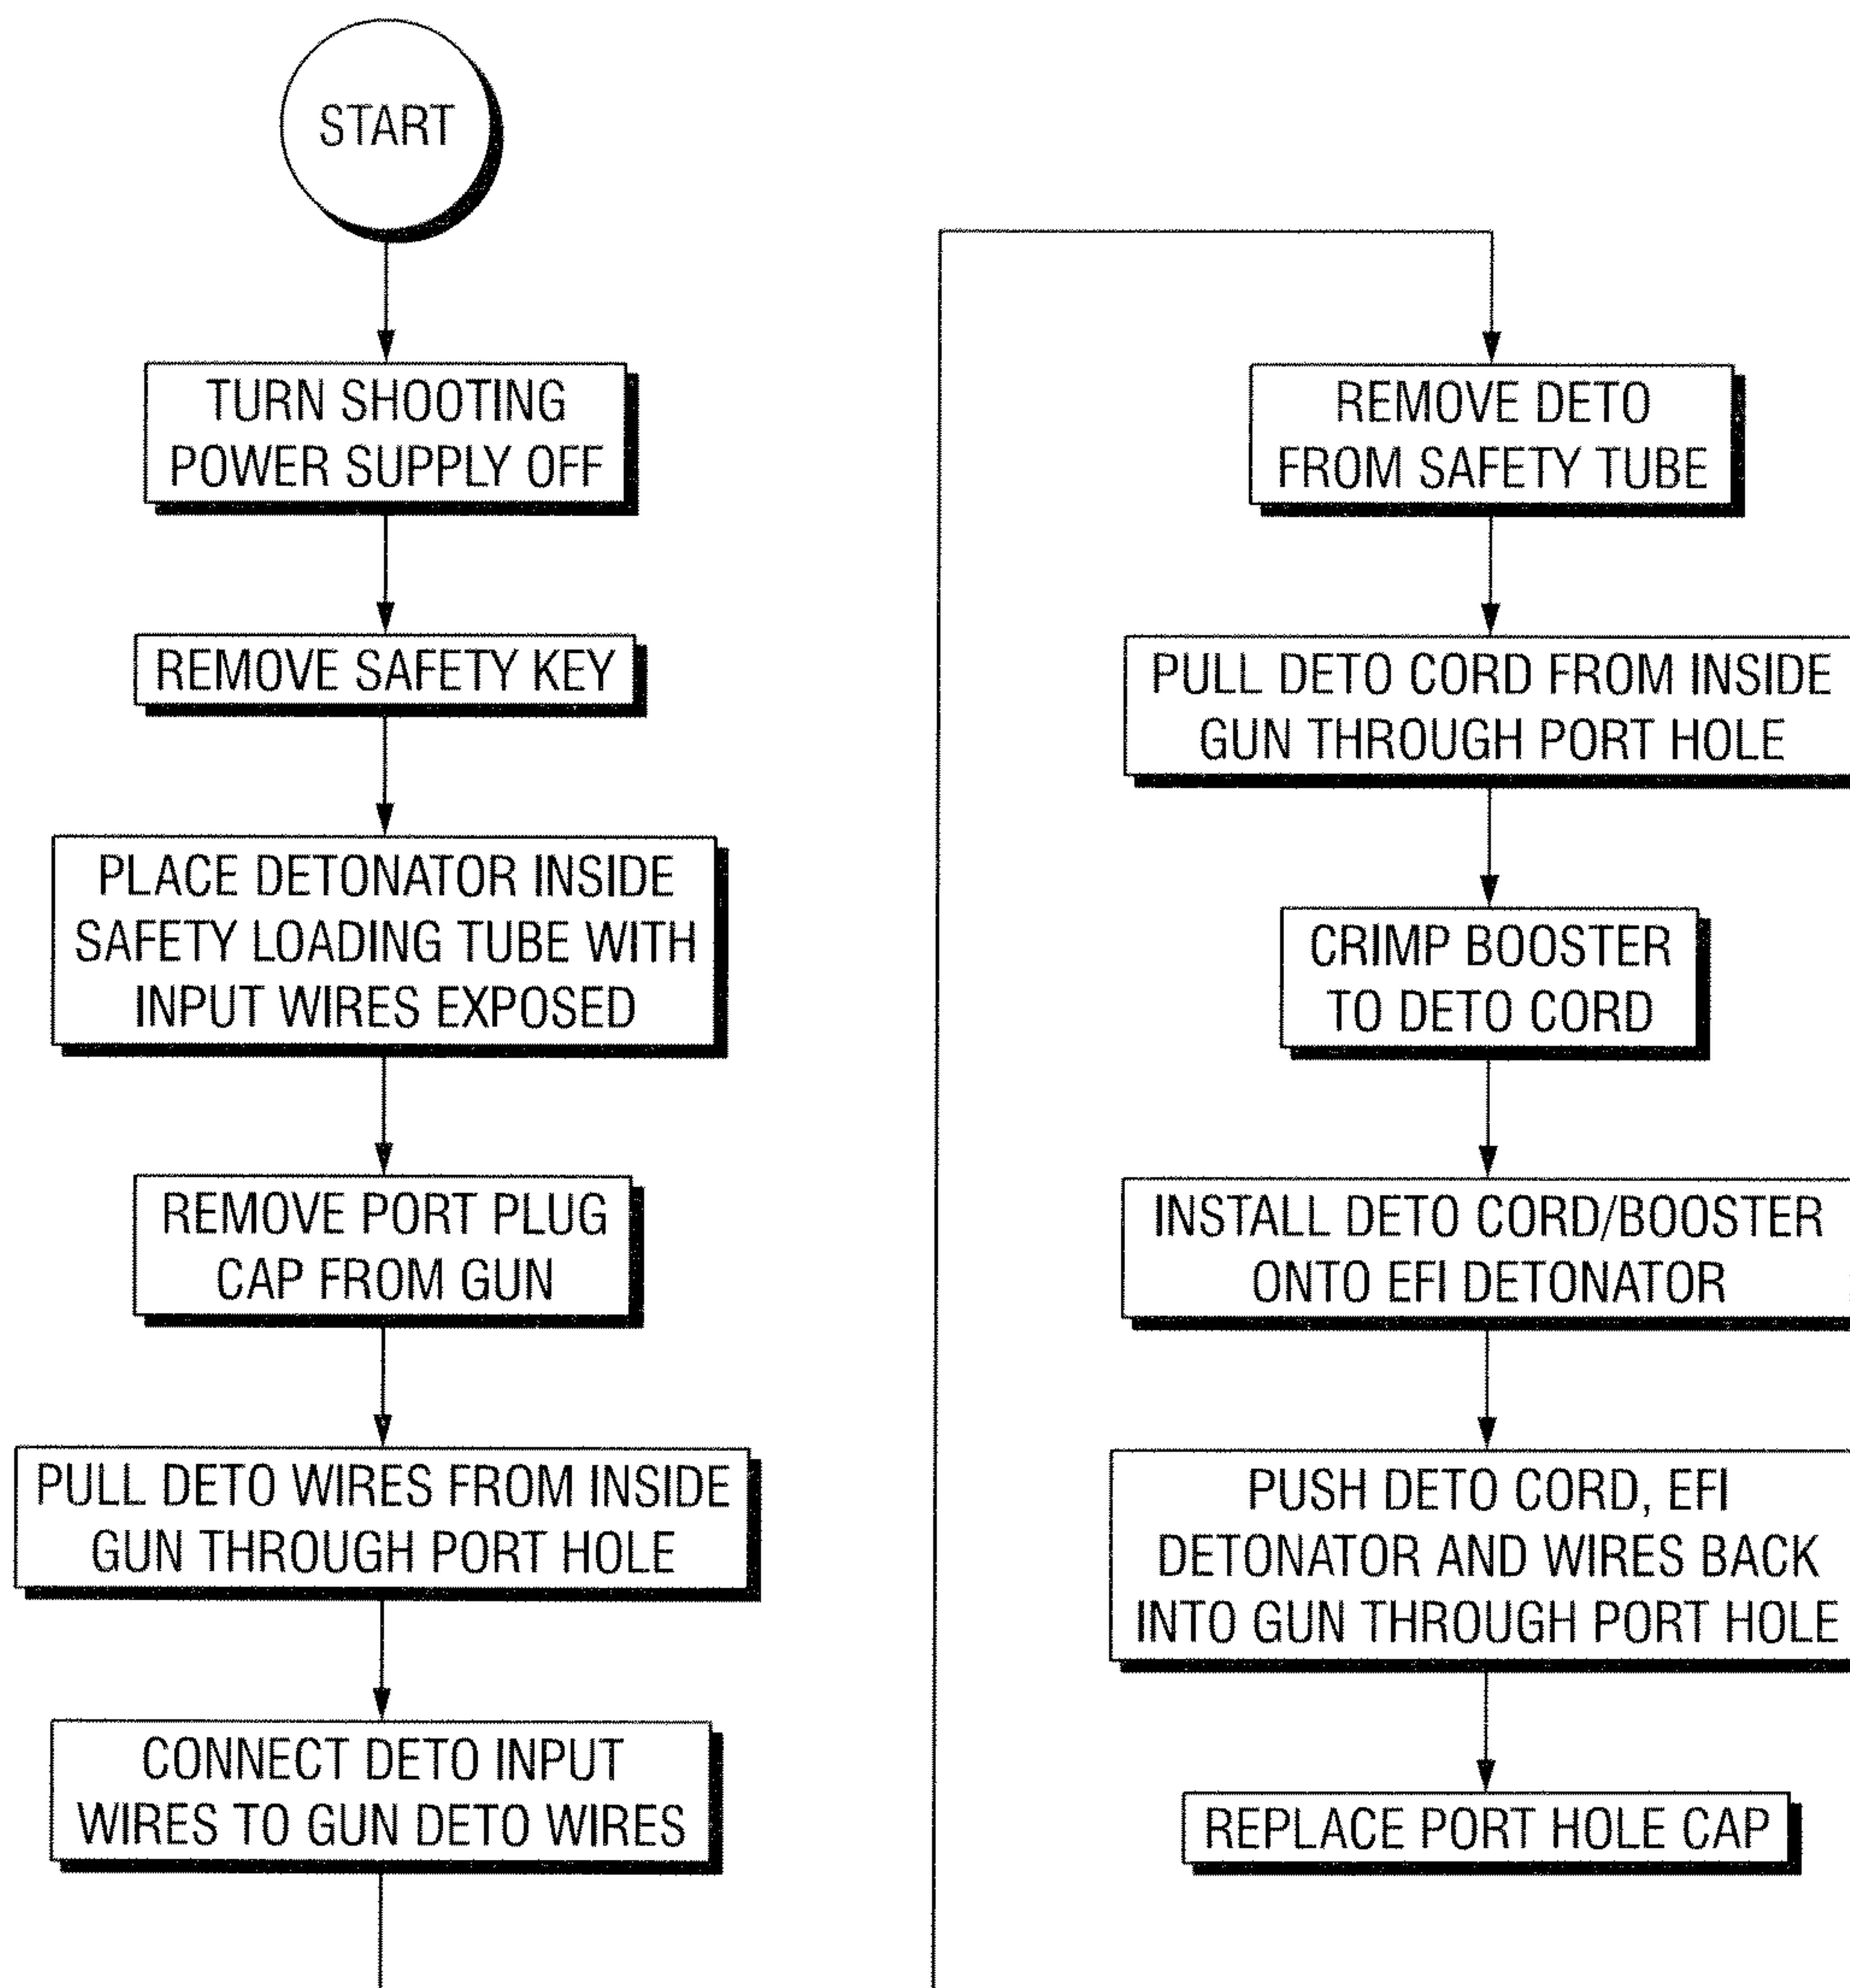 START
TURN SHOOTING
POWER SUPPLY OFF
REMOVE SAFETY KEY
PLACE DETONATOR INSIDE
SAFETY LOADING TUBE WITH
INPUT WIRES EXPOSED
REMOVE PORT PLUG
CAP FROM GUN
PULL DETO WIRES FROM INSIDE
GUN THROUGH PORT HOLE
CONNECT DETO INPUT
WIRES TO GUN DETO WIRES
REMOVE DETO
FROM SAFETY TUBE
PULL DETO CORD FROM INSIDE
GUN THROUGH PORT HOLE
CRIMP BOOSTER
TO DETO CORD
INSTALL DETO CORD/BOOSTER
ONTO EFI DETONATOR
PUSH DETO CORD, EFI
DETONATOR AND WIRES BACK
INTO GUN THROUGH PORT HOLE
REPLACE PORT HOLE CAP